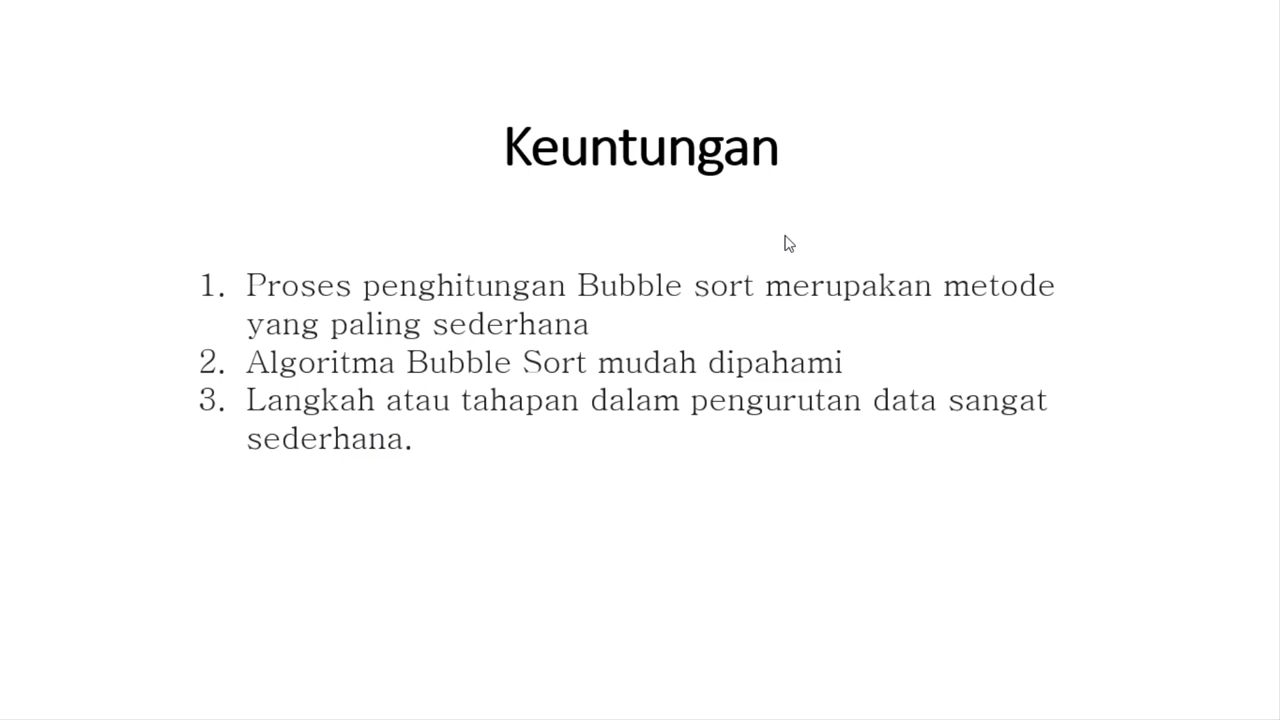 Keuntungan
1. Proses penghitungan Bubble sort merupakan metode
yang paling sederhana
2. Algoritma Bubble Sort mudah dipahami
3. Langkah atau tahapan dalam pengurutan data sangat
sederhana.